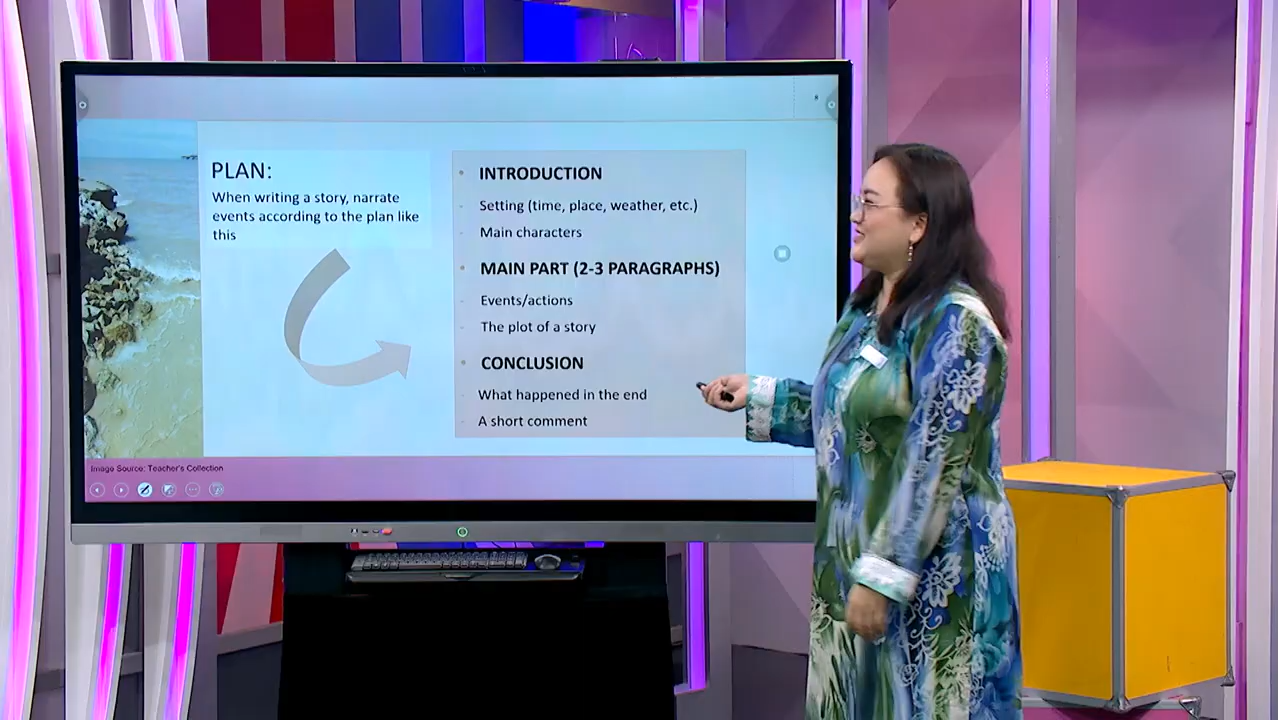 8
PLAN:
When writing a story, narrate
events according to the plan like
this
• INTRODUCTION
- Setting (time, place, weather, etc.)
- Main characters
• MAIN PART (2-3 PARAGRAPHS)
- Events/actions
- The plot of a story
• CONCLUSION
- What happened in the end
- A short comment
Image Source: Teacher's Collection